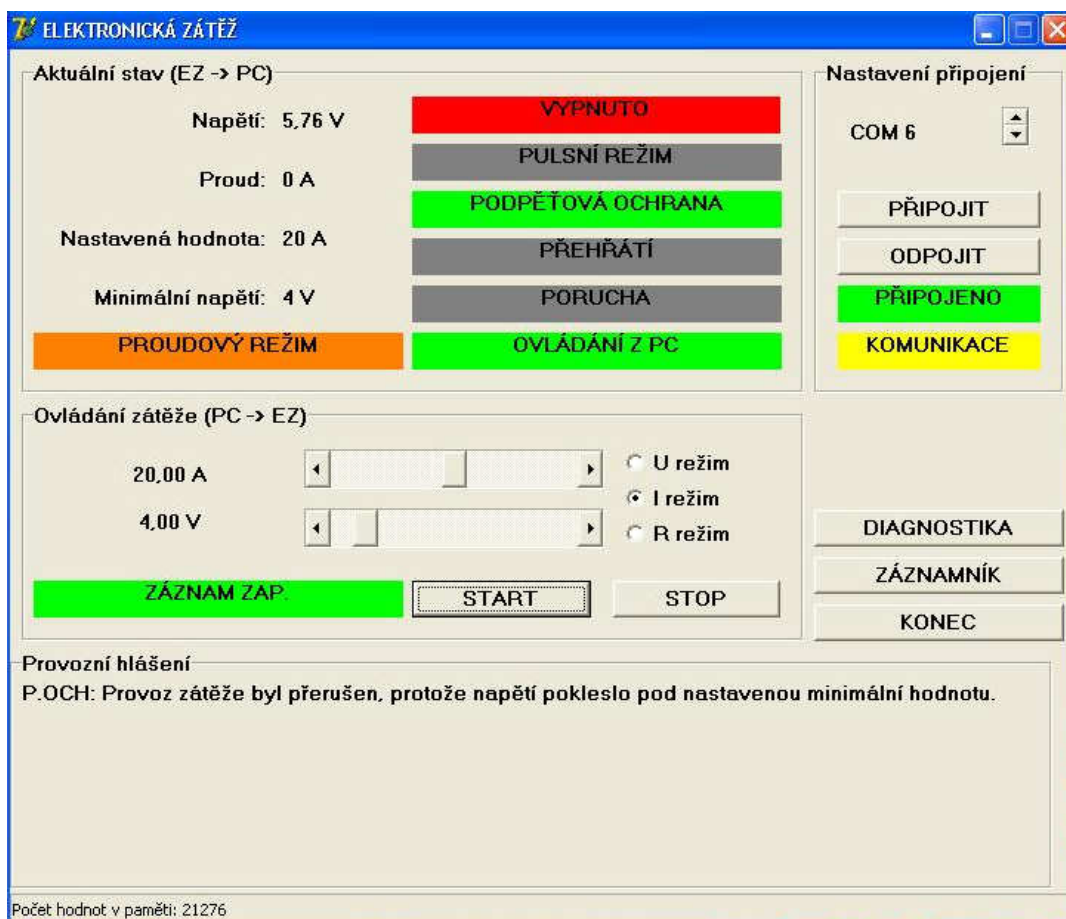 ELEKTRONICKÁ ZÁTĚŽ
Aktuální stav (EZ -> PC)
Napětí: 5,76 V
Proud: 0 A
Nastavená hodnota: 20 A
Minimální napětí: 4 V
PROUDOVÝ REŽIM
VYPNUTO
PULSNÍ REŽIM
PODPĚŤOVÁ OCHRANA
PŘEHŘÁTÍ
PORUCHA
OVLÁDÁNÍ Z PC
Nastavení připojení
COM 6
PŘIPOJIT
ODPOJIT
PŘIPOJENO
KOMUNIKACE
Ovládání zátěže (PC -> EZ)
20,00 A
4,00 V
U režim
I režim
R režim
ZÁZNAM ZAP.
START
STOP
DIAGNOSTIKA
ZÁZNAMNÍK
KONEC
Provozní hlášení
P.OCH: Provoz zátěže byl přerušen, protože napětí pokleslo pod nastavenou minimální hodnotu.
Počet hodnot v paměti: 21276